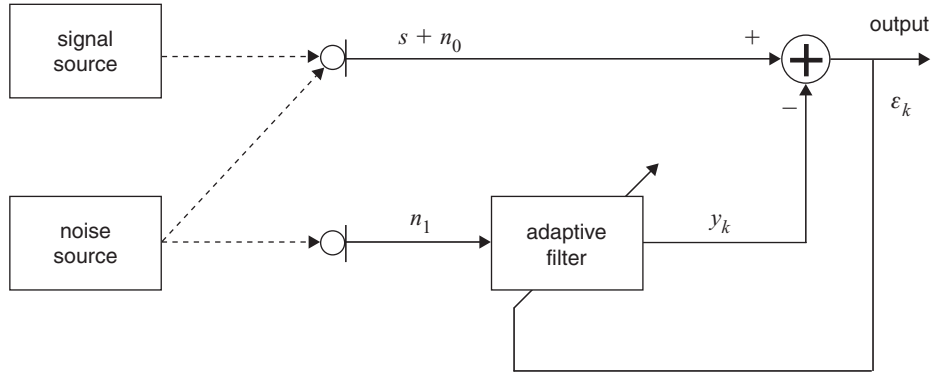 signal
source
s + n₀
+
output
−
εₖ
noise
source
n₁
adaptive
filter
yₖ